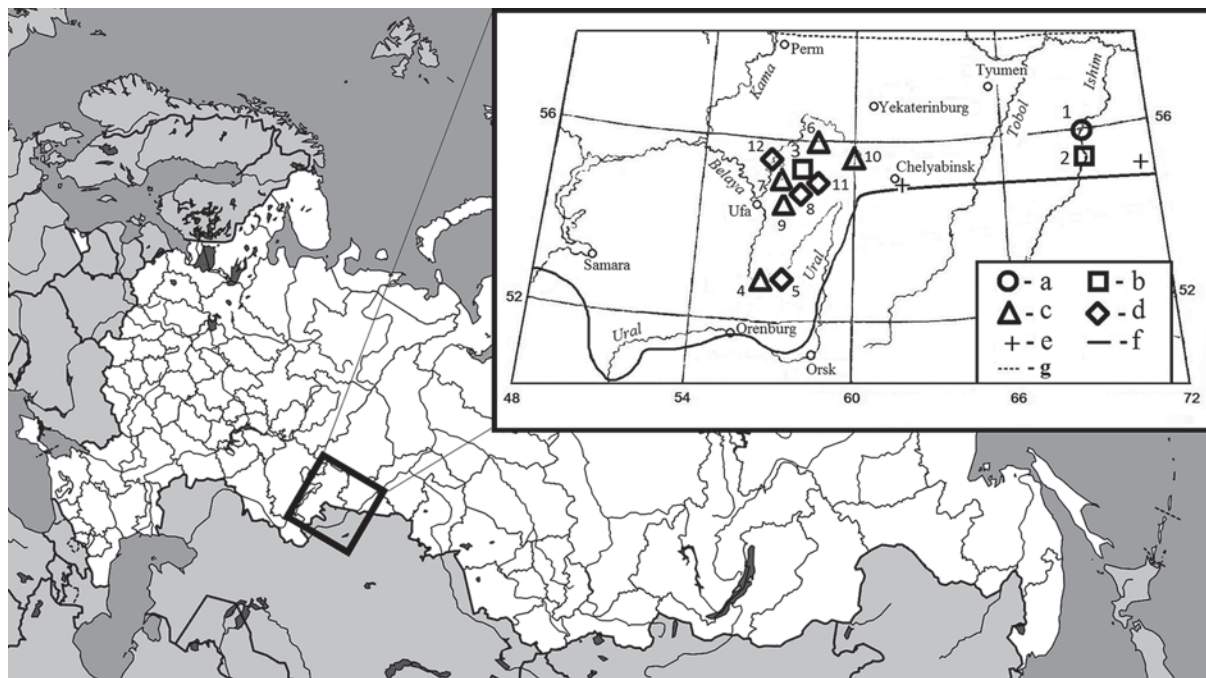 Perm
Kama
Tyumen
Ishim
Yekaterinburg
Tobol
56
1
56
6
12
3
10
2
e
Chelyabinsk
Belaya
7
11
e
Ufa
8
9
Ural
Samara
4
5
52
52
Ural
Orenburg
Orsk
a
b
c
d
e
f
g
48
54
60
66
72